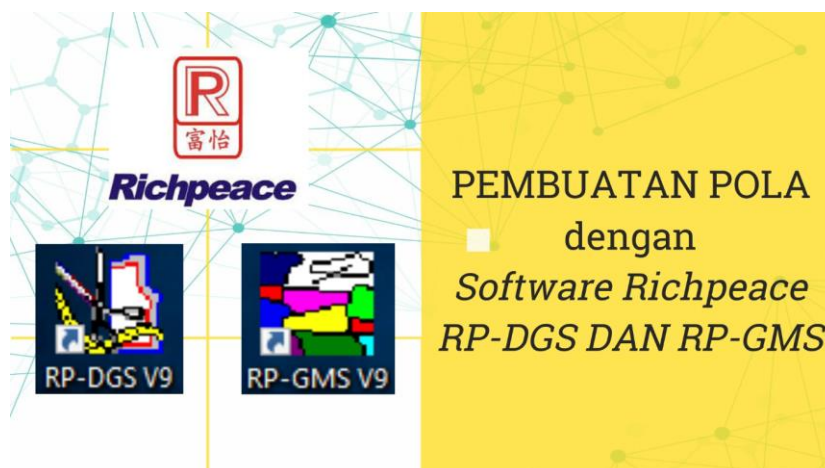 R
富怡
Richpeace
RP-DGS V9
RP-GMS V9
PEMBUATAN POLA
dengan
Software Richpeace
RP-DGS DAN RP-GMS